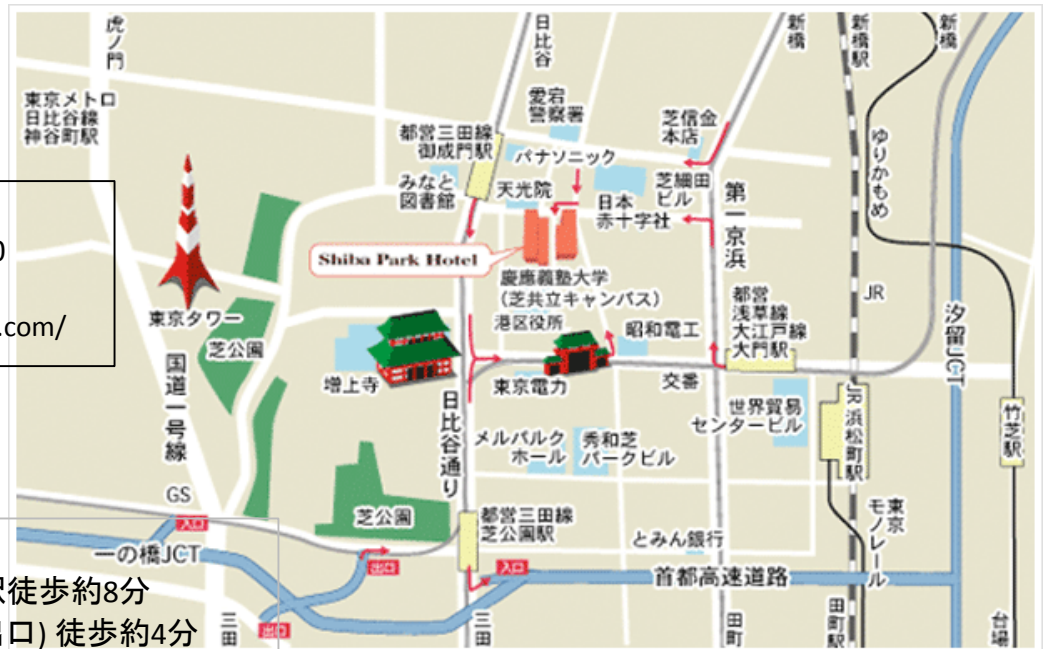 虎ノ門
日比谷
新橋
新橋駅
新橋
東京メトロ
日比谷線
神谷町駅
愛宕
警察署
都営三田線
御成門駅
芝信金
本店
パナソニック
みなと
図書館
天光院
日本
赤十字社
芝細田
ビル
第一京浜
ゆりかもめ
Shiba Park Hotel
慶應義塾大学
(芝共立キャンパス)
港区役所
昭和電工
都営
浅草線
大江戸線
大門駅
JR
汐留JCT
.com/
東京タワー
芝公園
国道一号線
増上寺
東京電力
交番
日比谷通り
世界貿易
センタービル
JR浜松町駅
竹芝駅
メルパルク
ホール
秀和芝
パークビル
GS
入口
芝公園
都営三田線
芝公園駅
とみん銀行
東京
モノレール
一の橋JCT
出口
入口
首都高速道路
徒歩約8分
出口) 徒歩約4分
出口
三田
三田
田町
田町駅
台場